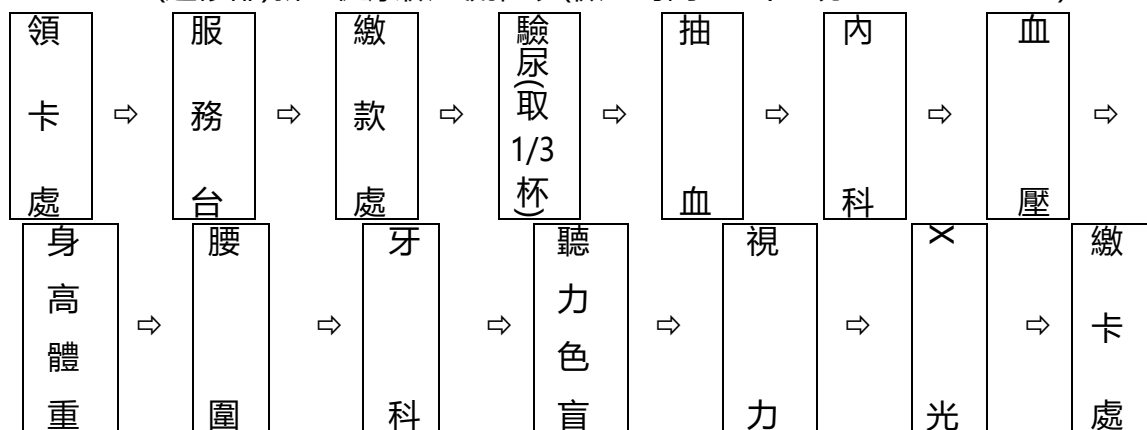 領卡處 ⇨ 服務台 ⇨ 繳款處 ⇨ 驗尿(取1/3杯) ⇨ 抽血 ⇨ 內科 ⇨ 血壓 ⇨
身高體重 ⇨ 腰圍 ⇨ 牙科 ⇨ 聽力色盲 ⇨ 視力 ⇨ X光 ⇨ 繳卡處